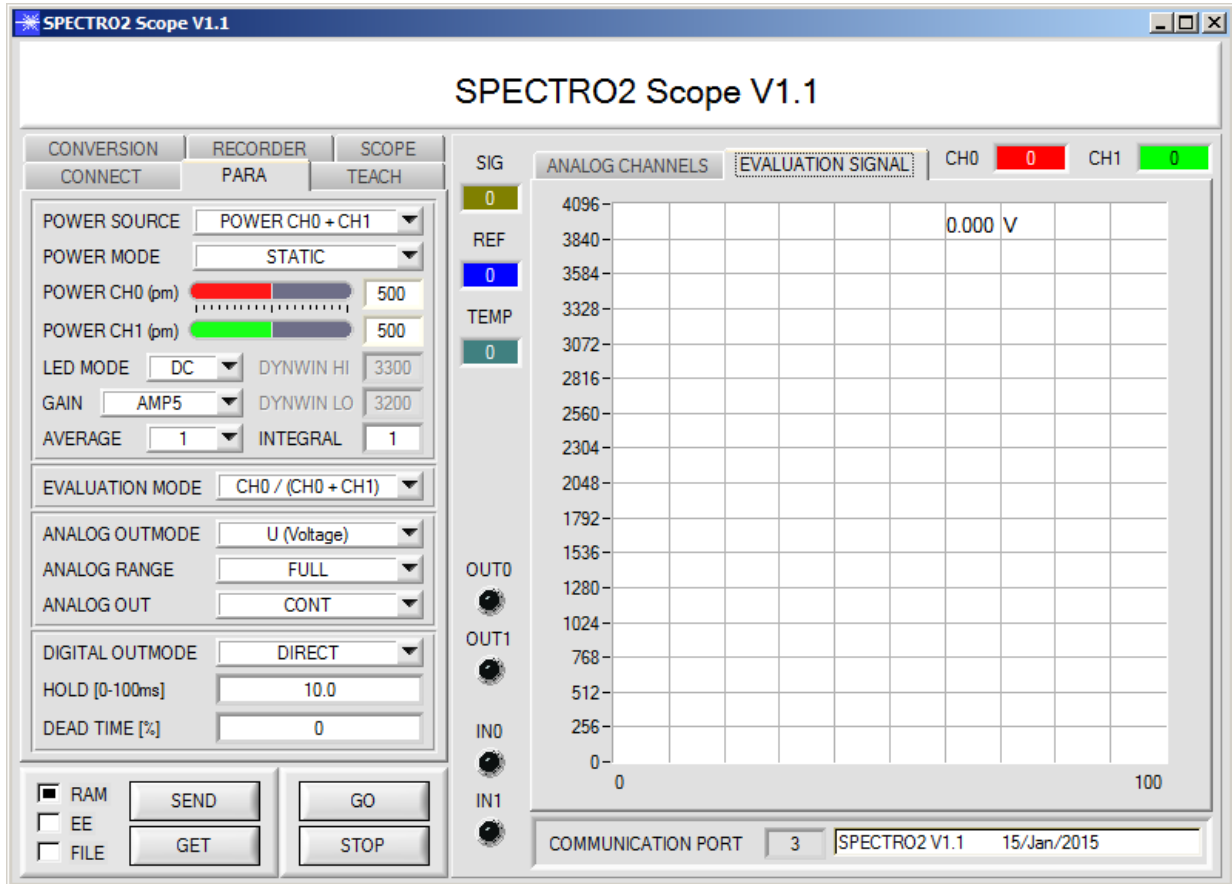 SPECTRO2 Scope V1.1
SPECTRO2 Scope V1.1
CONVERSION RECORDER SCOPE
CONNECT PARA TEACH
POWER SOURCE POWER CH0 + CH1
POWER MODE STATIC
POWER CH0 (pm) 500
POWER CH1 (pm) 500
LED MODE DC DYNWIN HI 3300
GAIN AMP5 DYNWIN LO 3200
AVERAGE 1 INTEGRAL 1
EVALUATION MODE CH0 / (CH0 + CH1)
ANALOG OUTMODE U (Voltage)
ANALOG RANGE FULL
ANALOG OUT CONT
DIGITAL OUTMODE DIRECT
HOLD [0-100ms] 10.0
DEAD TIME [%] 0
RAM SEND GO
EE
FILE GET STOP
SIG
0
REF
0
TEMP
0
OUT0
OUT1
IN0
IN1
ANALOG CHANNELS EVALUATION SIGNAL CH0 0 CH1 0
0.000 V
4096
3840
3584
3328
3072
2816
2560
2304
2048
1792
1536
1280
1024
768
512
256
0
0 100
COMMUNICATION PORT 3 SPECTRO2 V1.1 15/Jan/2015